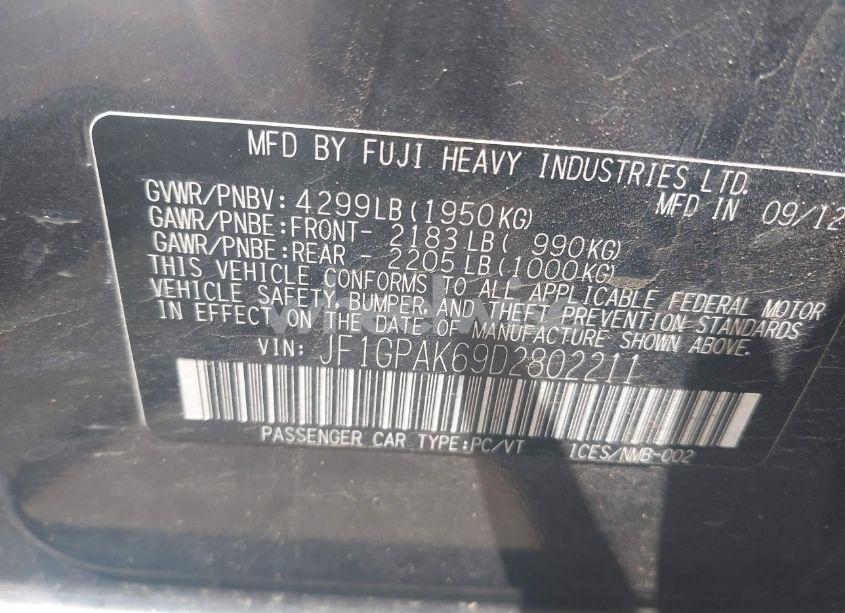 MFD BY FUJI HEAVY INDUSTRIES LTD.
GVWR/PNBV: 4299LB(1950KG) MFD IN 09/12
GAWR/PNBE:FRONT- 2183LB( 990KG)
GAWR/PNBE:REAR - 2205LB(1000KG)
THIS VEHICLE CONFORMS TO ALL APPLICABLE FEDERAL MOTOR
VEHICLE SAFETY, BUMPER, AND THEFT PREVENTION STANDARDS
IN EFFECT ON THE DATE OF MANUFACTURE SHOWN ABOVE.
VIN: JF1GPAK69D2802211
PASSENGER CAR TYPE:PC/VT ICES/NMB-002